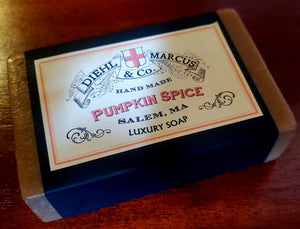 DIEHL MARCUS
& Co.
HAND MADE
PUMPKIN SPICE
SALEM, MA
LUXURY SOAP